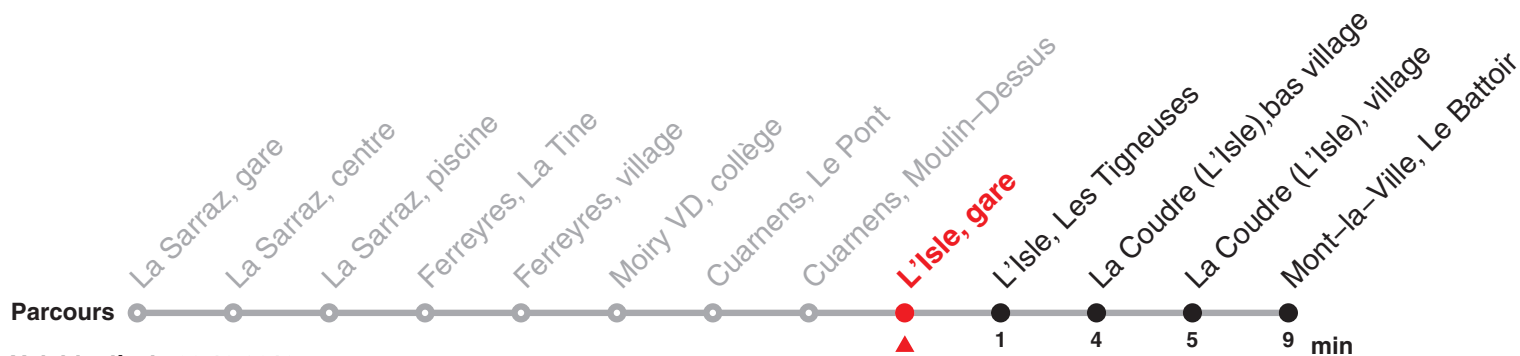 La Sarraz, gare
La Sarraz, centre
La Sarraz, piscine
Ferreyres, La Tine
Ferreyres, village
Moiry VD, collège
Cuarnens, Le Pont
Cuarnens, Moulin–Dessus
L'Isle, gare
L'Isle, Les Tigneuses
La Coudre (L'Isle),bas village
La Coudre (L'Isle), village
Mont–la–Ville, Le Battoir
Parcours
1 4 5 9 min